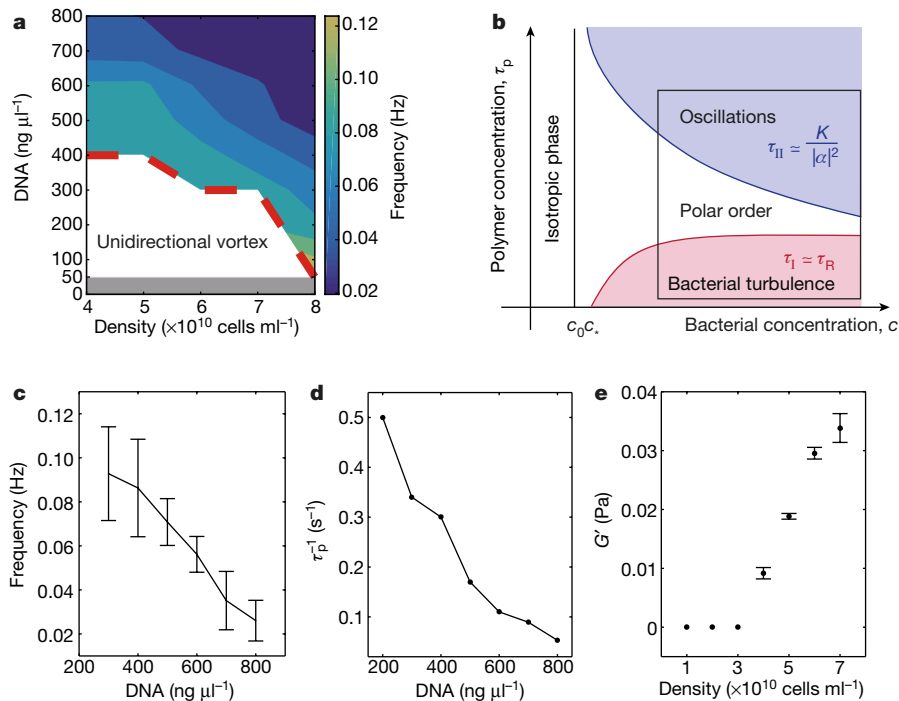 a
800
700
600
500
400
300
200
100
50
0
DNA (ng μl⁻¹)
Unidirectional vortex
4 5 6 7 8
Density (×10¹⁰ cells ml⁻¹)
0.12
0.10
0.08
0.06
0.04
0.02
Frequency (Hz)
b
Polymer concentration, τp
Isotropic phase
Oscillations
τII ≃ K/|α|²
Polar order
τI ≃ τR
Bacterial turbulence
c₀c* Bacterial concentration, c
c
0.12
0.10
0.08
0.06
0.04
0.02
Frequency (Hz)
200 400 600 800
DNA (ng μl⁻¹)
d
0.5
0.4
0.3
0.2
0.1
τp⁻¹ (s⁻¹)
200 400 600 800
DNA (ng μl⁻¹)
e
0.04
0.03
0.02
0.01
0
G′ (Pa)
1 3 5 7
Density (×10¹⁰ cells ml⁻¹)